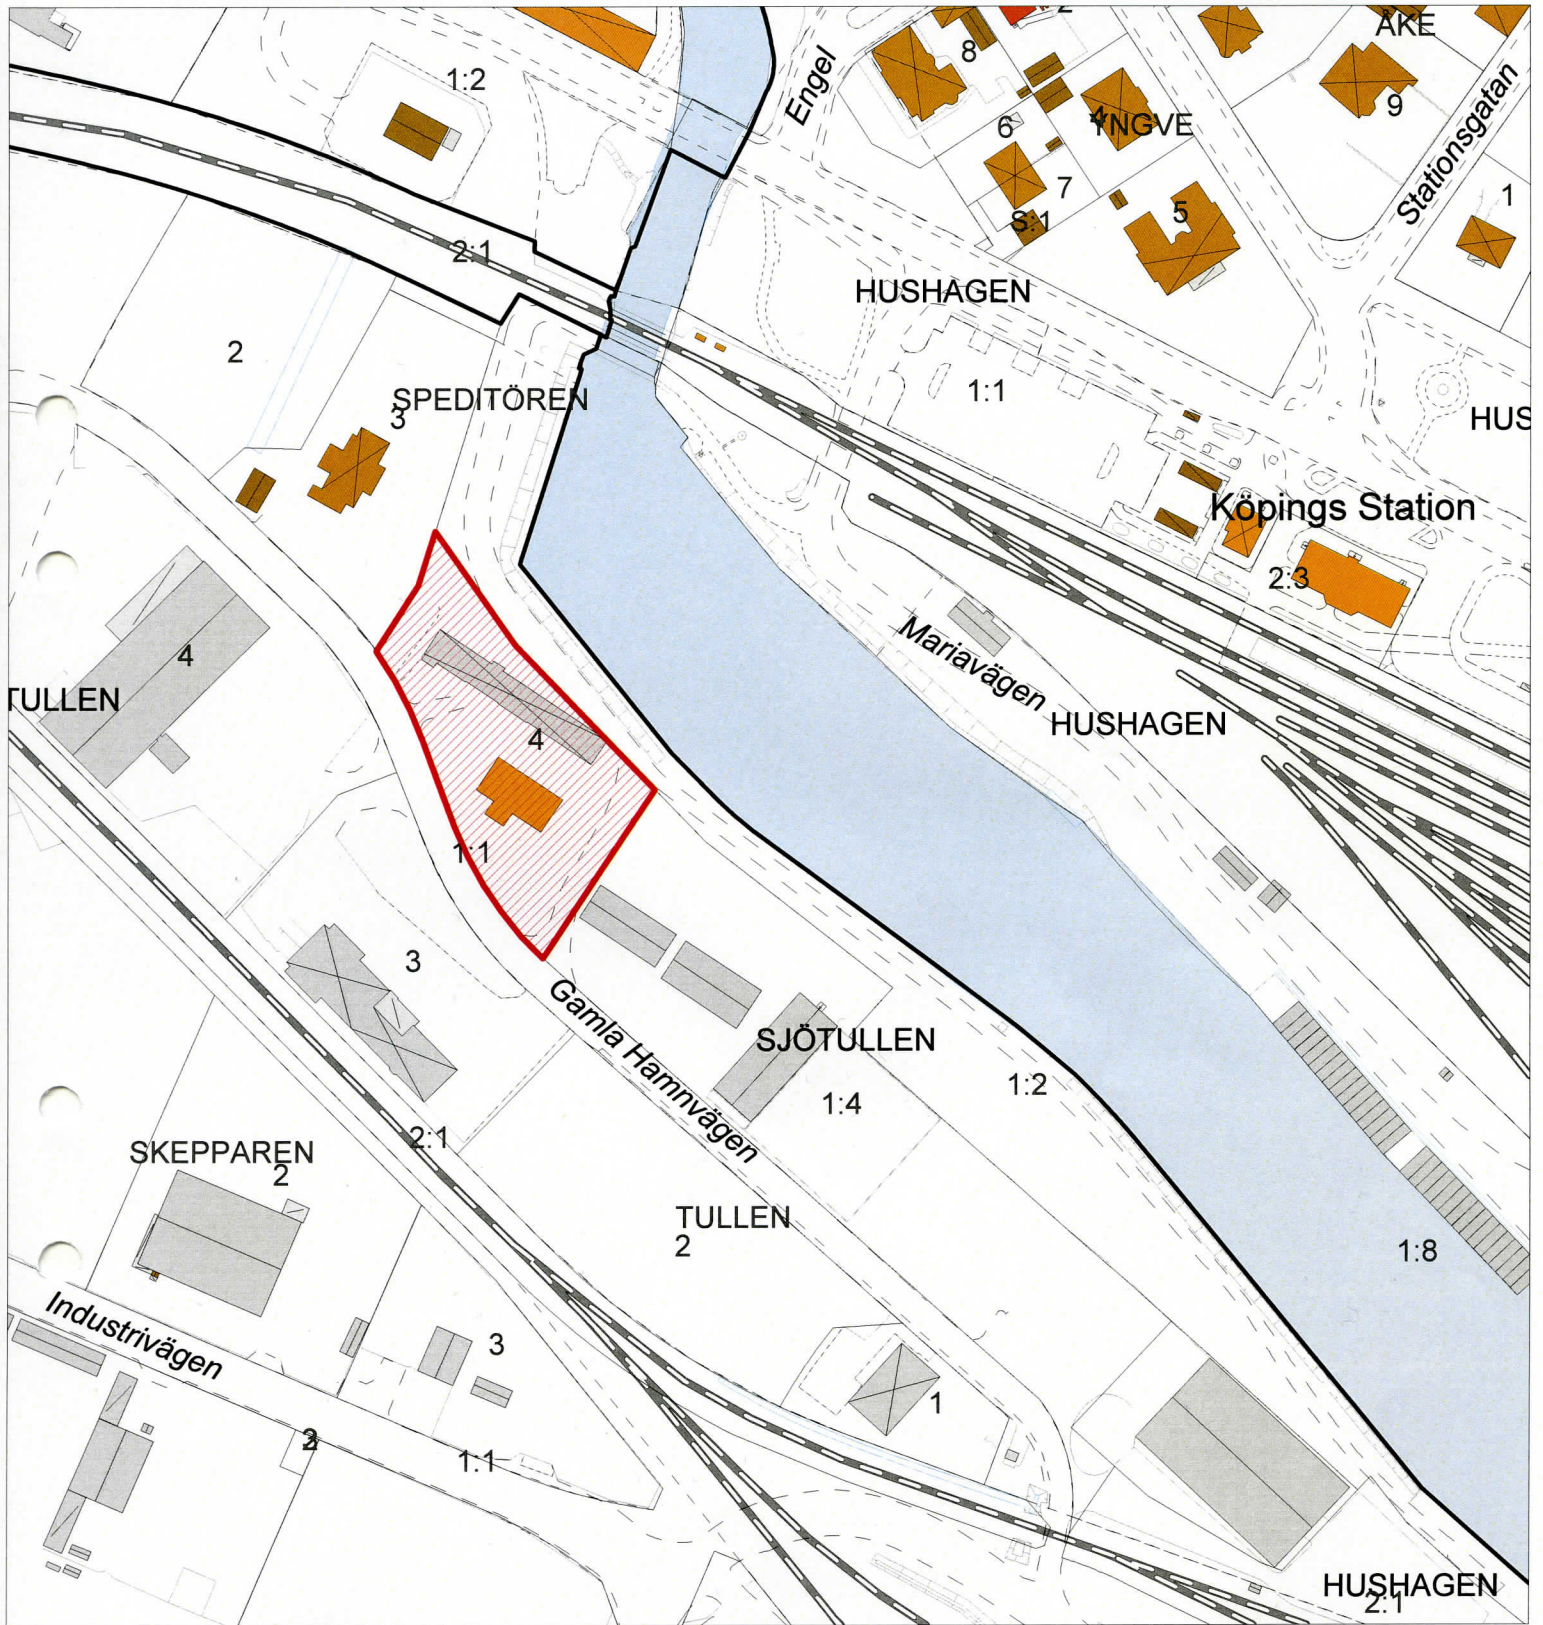 2
ÅKE
8
1:2
9
Engel
6
4
YNGVE
Stationsgatan
7
1
5
S:1
2:1
HUSHAGEN
2
1:1
SPEDITÖREN
3
HUS
Köpings Station
2:3
4
Mariavägen
TULLEN
HUSHAGEN
4
1:1
3
Gamla Hamnvägen
SJÖTULLEN
1:2
1:4
2:1
SKEPPAREN
2
TULLEN
2
1:8
Industrivägen
3
1
1:1
HUSHAGEN
2:1